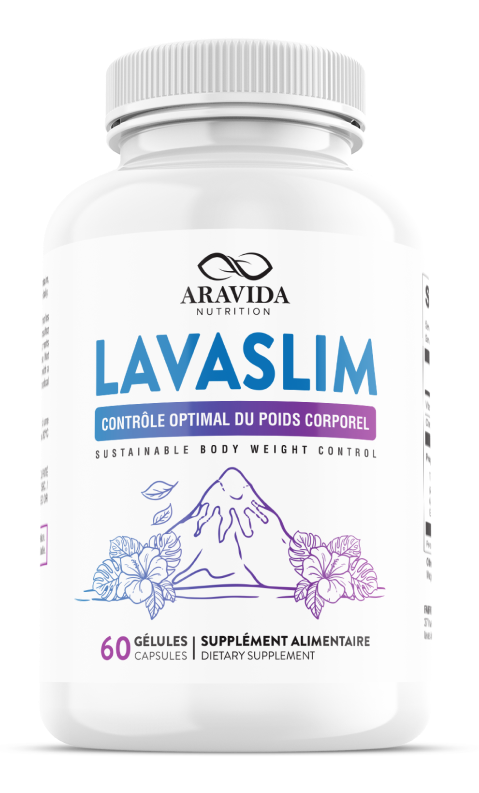 ARAVIDA
NUTRITION
LAVASLIM
CONTRÔLE OPTIMAL DU POIDS CORPOREL
SUSTAINABLE BODY WEIGHT CONTROL
60 GÉLULES | SUPPLÉMENT ALIMENTAIRE
CAPSULES | DIETARY SUPPLEMENT